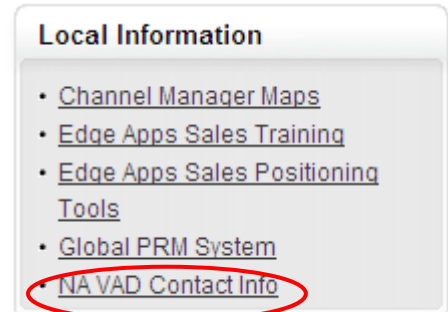 Local Information
• Channel Manager Maps
• Edge Apps Sales Training
• Edge Apps Sales Positioning
Tools
• Global PRM System
• NA VAD Contact Info